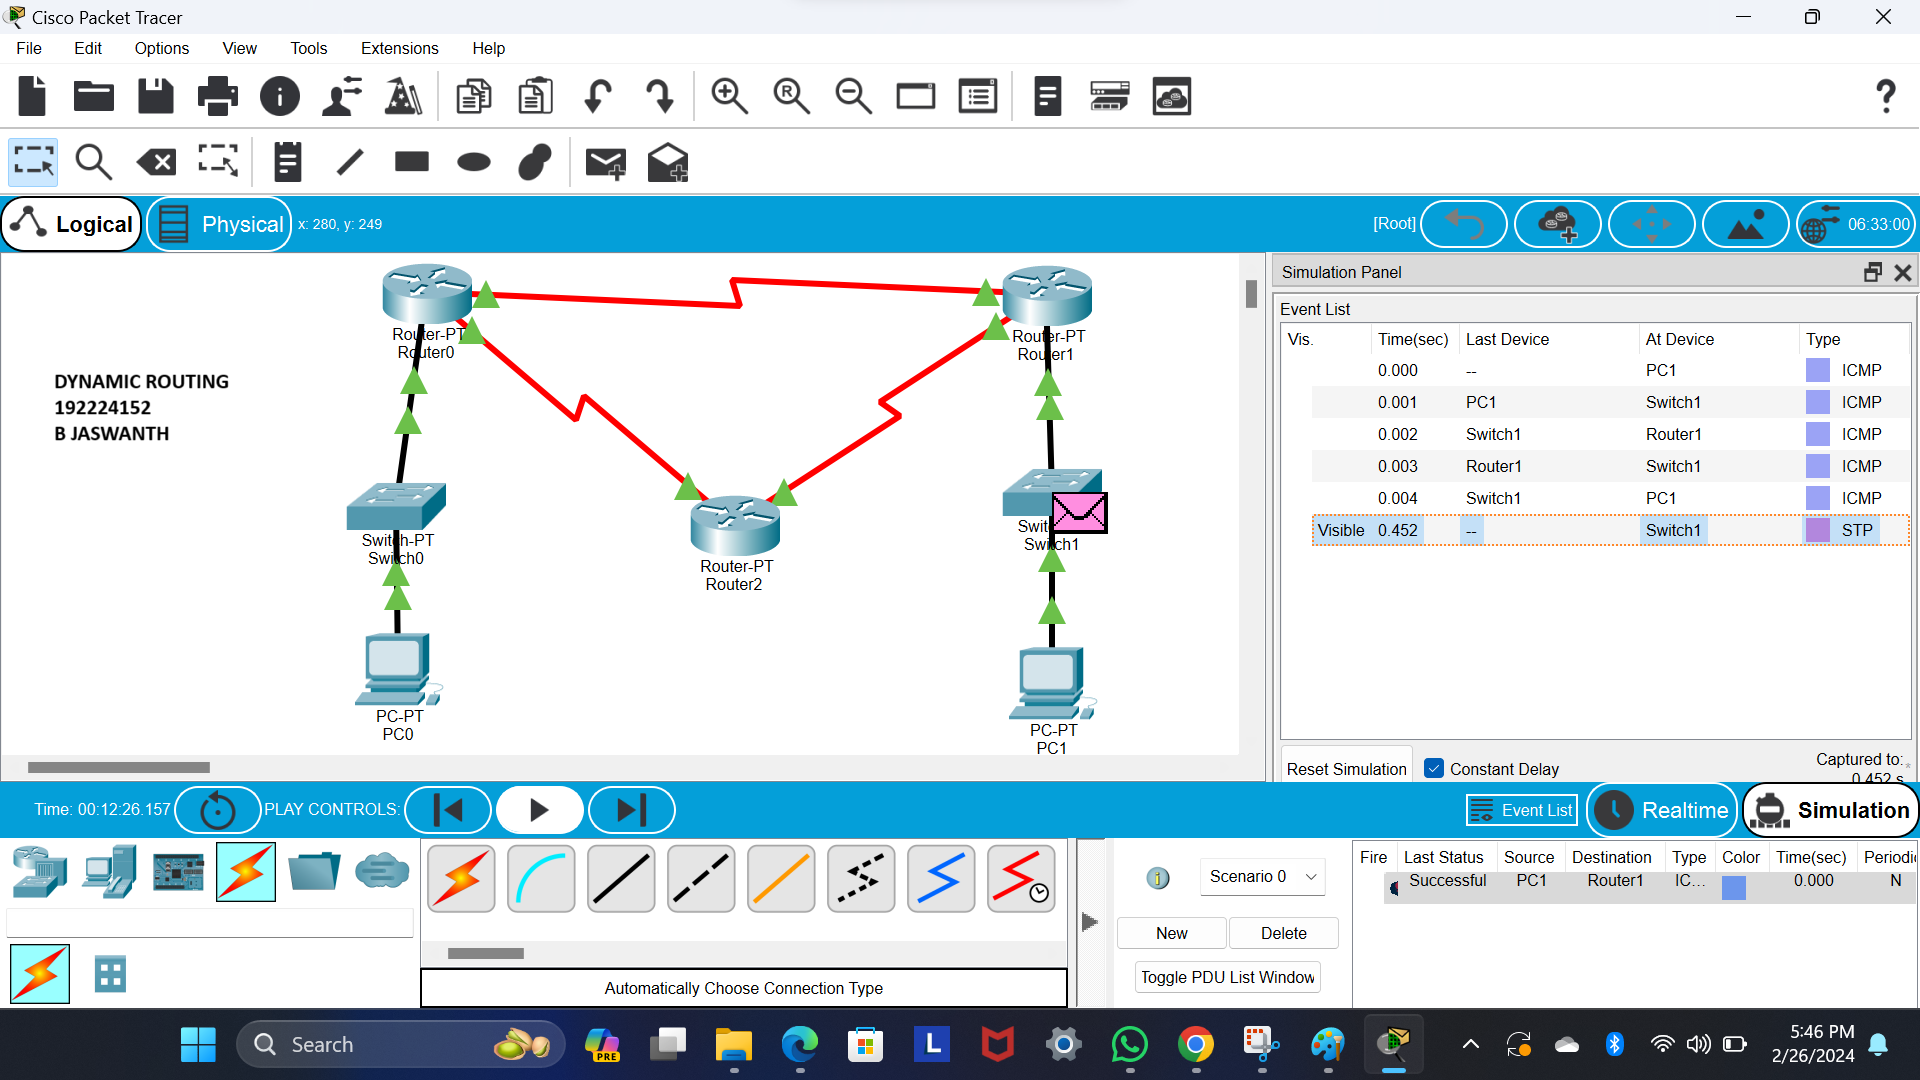 Cisco Packet Tracer
File Edit Options View Tools Extensions Help
Logical Physical x: 280, y: 249 [Root] 06:33:00
Router-PT
Router0
Router-PT
Router1
DYNAMIC ROUTING
192224152
B JASWANTH
Switch-PT
Switch0
Switch1
Router-PT
Router2
PC-PT
PC0
PC-PT
PC1
Simulation Panel
Event List
Vis. Time(sec) Last Device At Device Type
0.000 -- PC1 ICMP
0.001 PC1 Switch1 ICMP
0.002 Switch1 Router1 ICMP
0.003 Router1 Switch1 ICMP
0.004 Switch1 PC1 ICMP
Visible 0.452 -- Switch1 STP
Reset Simulation Constant Delay Captured to:
0.452 s
Time: 00:12:26.157 PLAY CONTROLS: Event List Realtime Simulation
Scenario 0
New Delete
Toggle PDU List Window
Automatically Choose Connection Type
Fire Last Status Source Destination Type Color Time(sec) Periodic
Successful PC1 Router1 IC... 0.000 N
Search PRE L
5:46 PM
2/26/2024